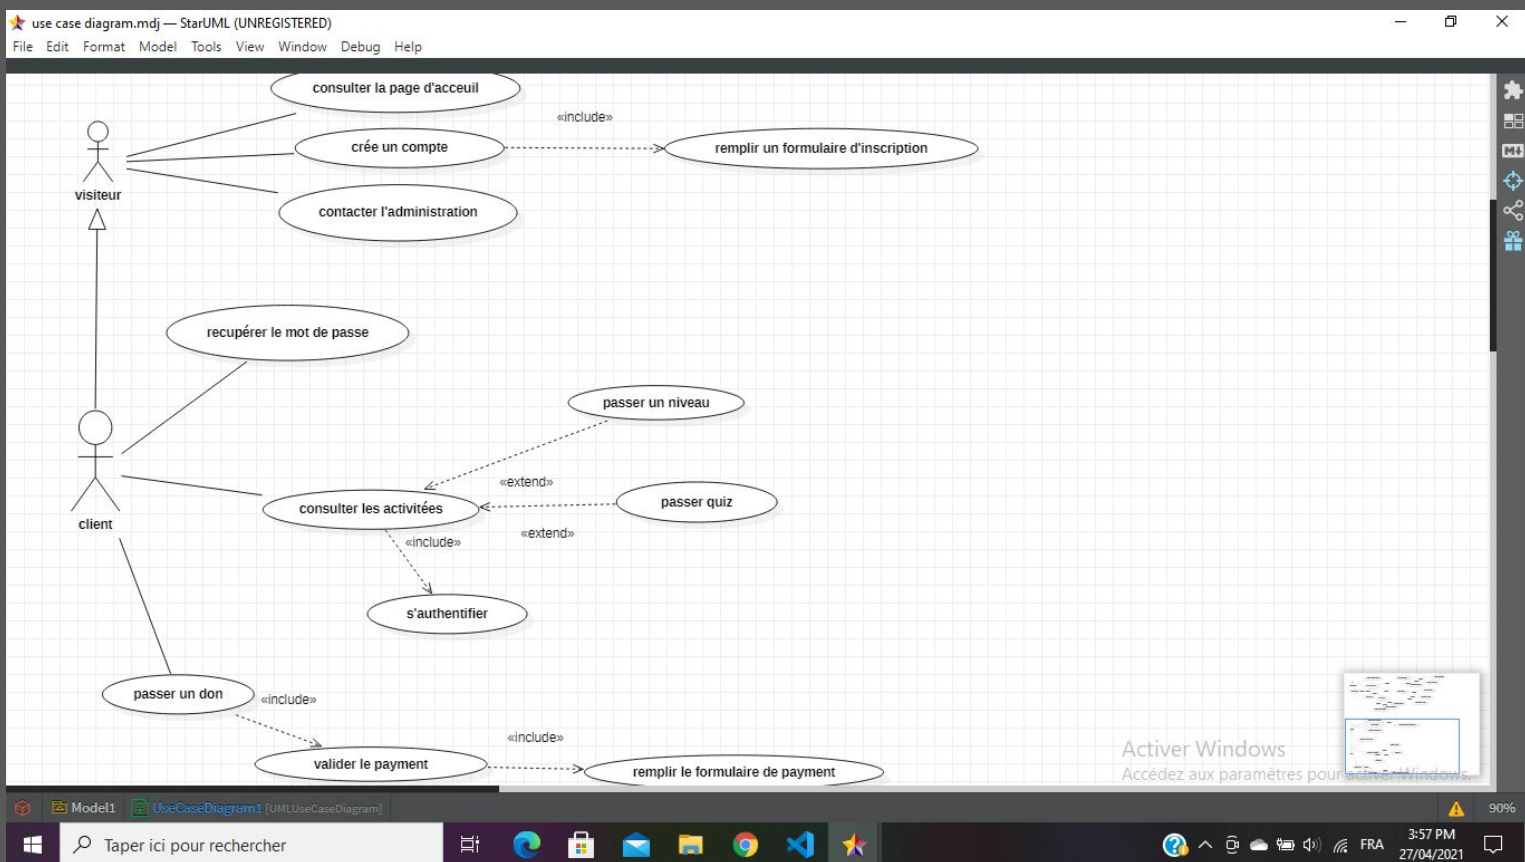 use case diagram.mdj — StarUML (UNREGISTERED)
File Edit Format Model Tools View Window Debug Help
consulter la page d'acceuil
«include»
crée un compte
remplir un formulaire d'inscription
visiteur
contacter l'administration
recupérer le mot de passe
passer un niveau
«extend»
consulter les activitées
passer quiz
client
«extend»
«include»
s'authentifier
passer un don
«include»
«include»
valider le payment
remplir le formulaire de payment
Activer Windows
Accédez aux paramètres pour activer Windows.
Model1 UseCaseDiagram1 [UMLUseCaseDiagram]
90%
Taper ici pour rechercher
FRA
3:57 PM
27/04/2021
M